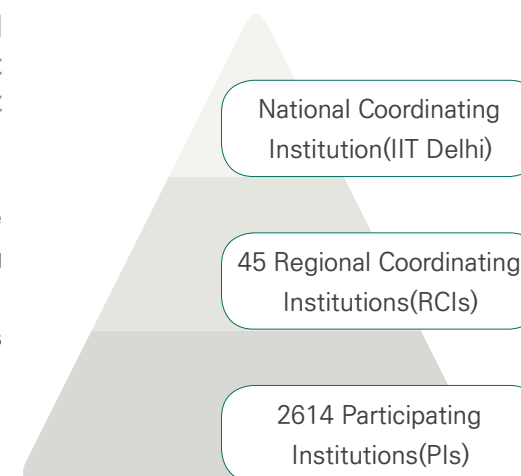 National Coordinating
Institution(IIT Delhi)
45 Regional Coordinating
Institutions(RCIs)
2614 Participating
Institutions(PIs)